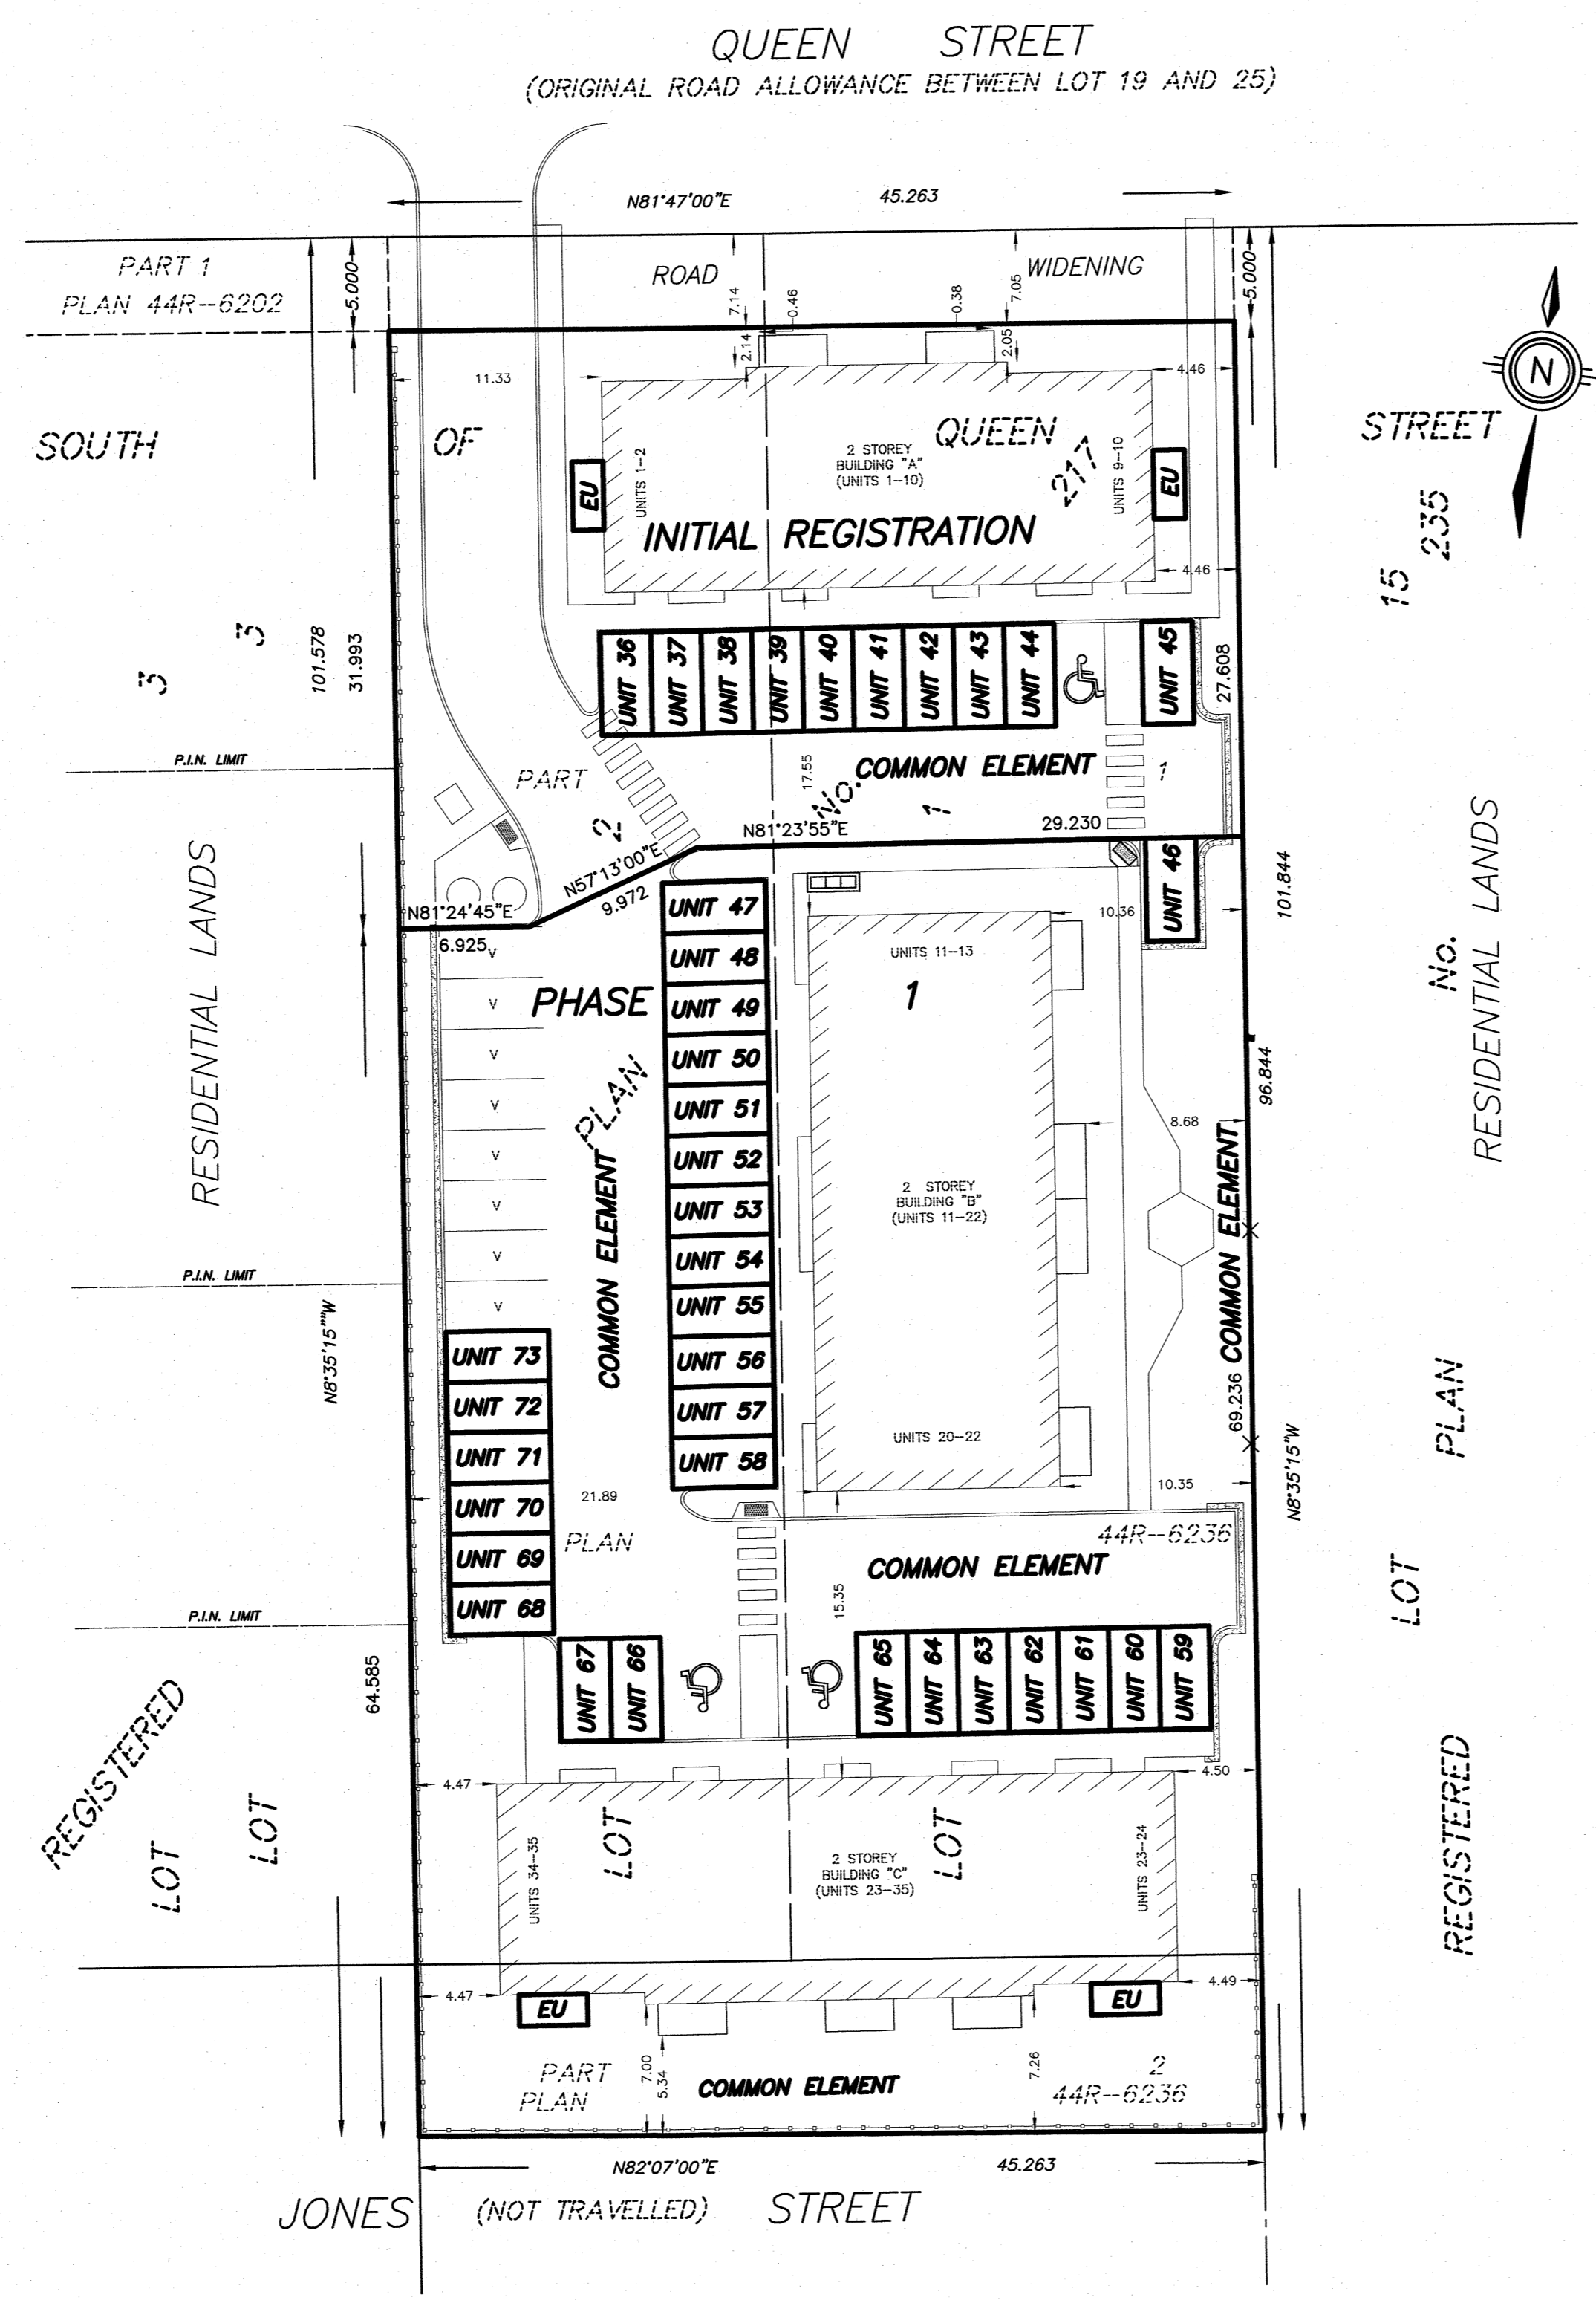 QUEEN STREET
(ORIGINAL ROAD ALLOWANCE BETWEEN LOT 19 AND 25)
N81°47'00"E 45.263
PART 1
PLAN 44R--6202
5.000
ROAD WIDENING
7.14
0.46
0.38
7.05
5.000
2.14
2.05
11.33
4.46
N
SOUTH OF QUEEN STREET
217
235
15
UNITS 1-2
2 STOREY
BUILDING "A"
(UNITS 1-10)
UNITS 9-10
EU
EU
INITIAL REGISTRATION
4.46
3
3
101.578
31.993
UNIT 36
UNIT 37
UNIT 38
UNIT 39
UNIT 40
UNIT 41
UNIT 42
UNIT 43
UNIT 44
UNIT 45
27.608
P.I.N. LIMIT
PART
2
17.55
No.
COMMON ELEMENT
1
1
N81°23'55"E
29.230
N57°13'00"E
9.972
N81°24'45"E
6.925
RESIDENTIAL LANDS
RESIDENTIAL LANDS
No.
UNIT 46
101.844
10.36
UNIT 47
UNIT 48
UNIT 49
UNIT 50
UNIT 51
UNIT 52
UNIT 53
UNIT 54
UNIT 55
UNIT 56
UNIT 57
UNIT 58
V
V
V
V
V
V
V
V
PHASE 1
PLAN
COMMON ELEMENT
UNITS 11-13
2 STOREY
BUILDING "B"
(UNITS 11-22)
UNITS 20-22
96.844
8.68
COMMON ELEMENT
69.236
P.I.N. LIMIT
N8°35'15""W
N8°35'15"W
PLAN
LOT
REGISTERED
UNIT 73
UNIT 72
UNIT 71
UNIT 70
UNIT 69
UNIT 68
21.89
PLAN
10.35
44R--6236
COMMON ELEMENT
15.35
P.I.N. LIMIT
64.585
UNIT 67
UNIT 66
UNIT 65
UNIT 64
UNIT 63
UNIT 62
UNIT 61
UNIT 60
UNIT 59
REGISTERED
LOT
LOT
4.47
4.50
UNITS 34-35
LOT
2 STOREY
BUILDING "C"
(UNITS 23-35)
LOT
UNITS 23-24
4.47
4.49
EU
EU
7.00
5.34
7.26
PART
PLAN
COMMON ELEMENT
2
44R--6236
N82°07'00"E 45.263
JONES (NOT TRAVELLED) STREET